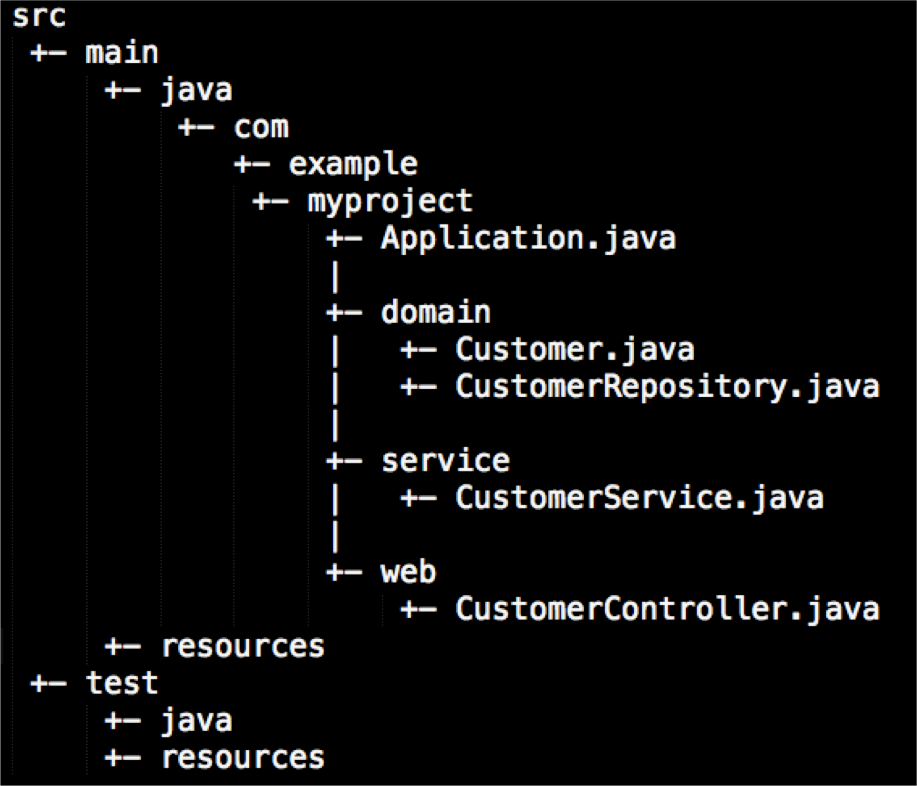 src
+— main
+— java
+— com
+— example
+— myproject
+— Application.java
|
+— domain
| +— Customer.java
| +— CustomerRepository.java
|
+— service
| +— CustomerService.java
|
+— web
+— CustomerController.java
+— resources
+— test
+— java
+— resources